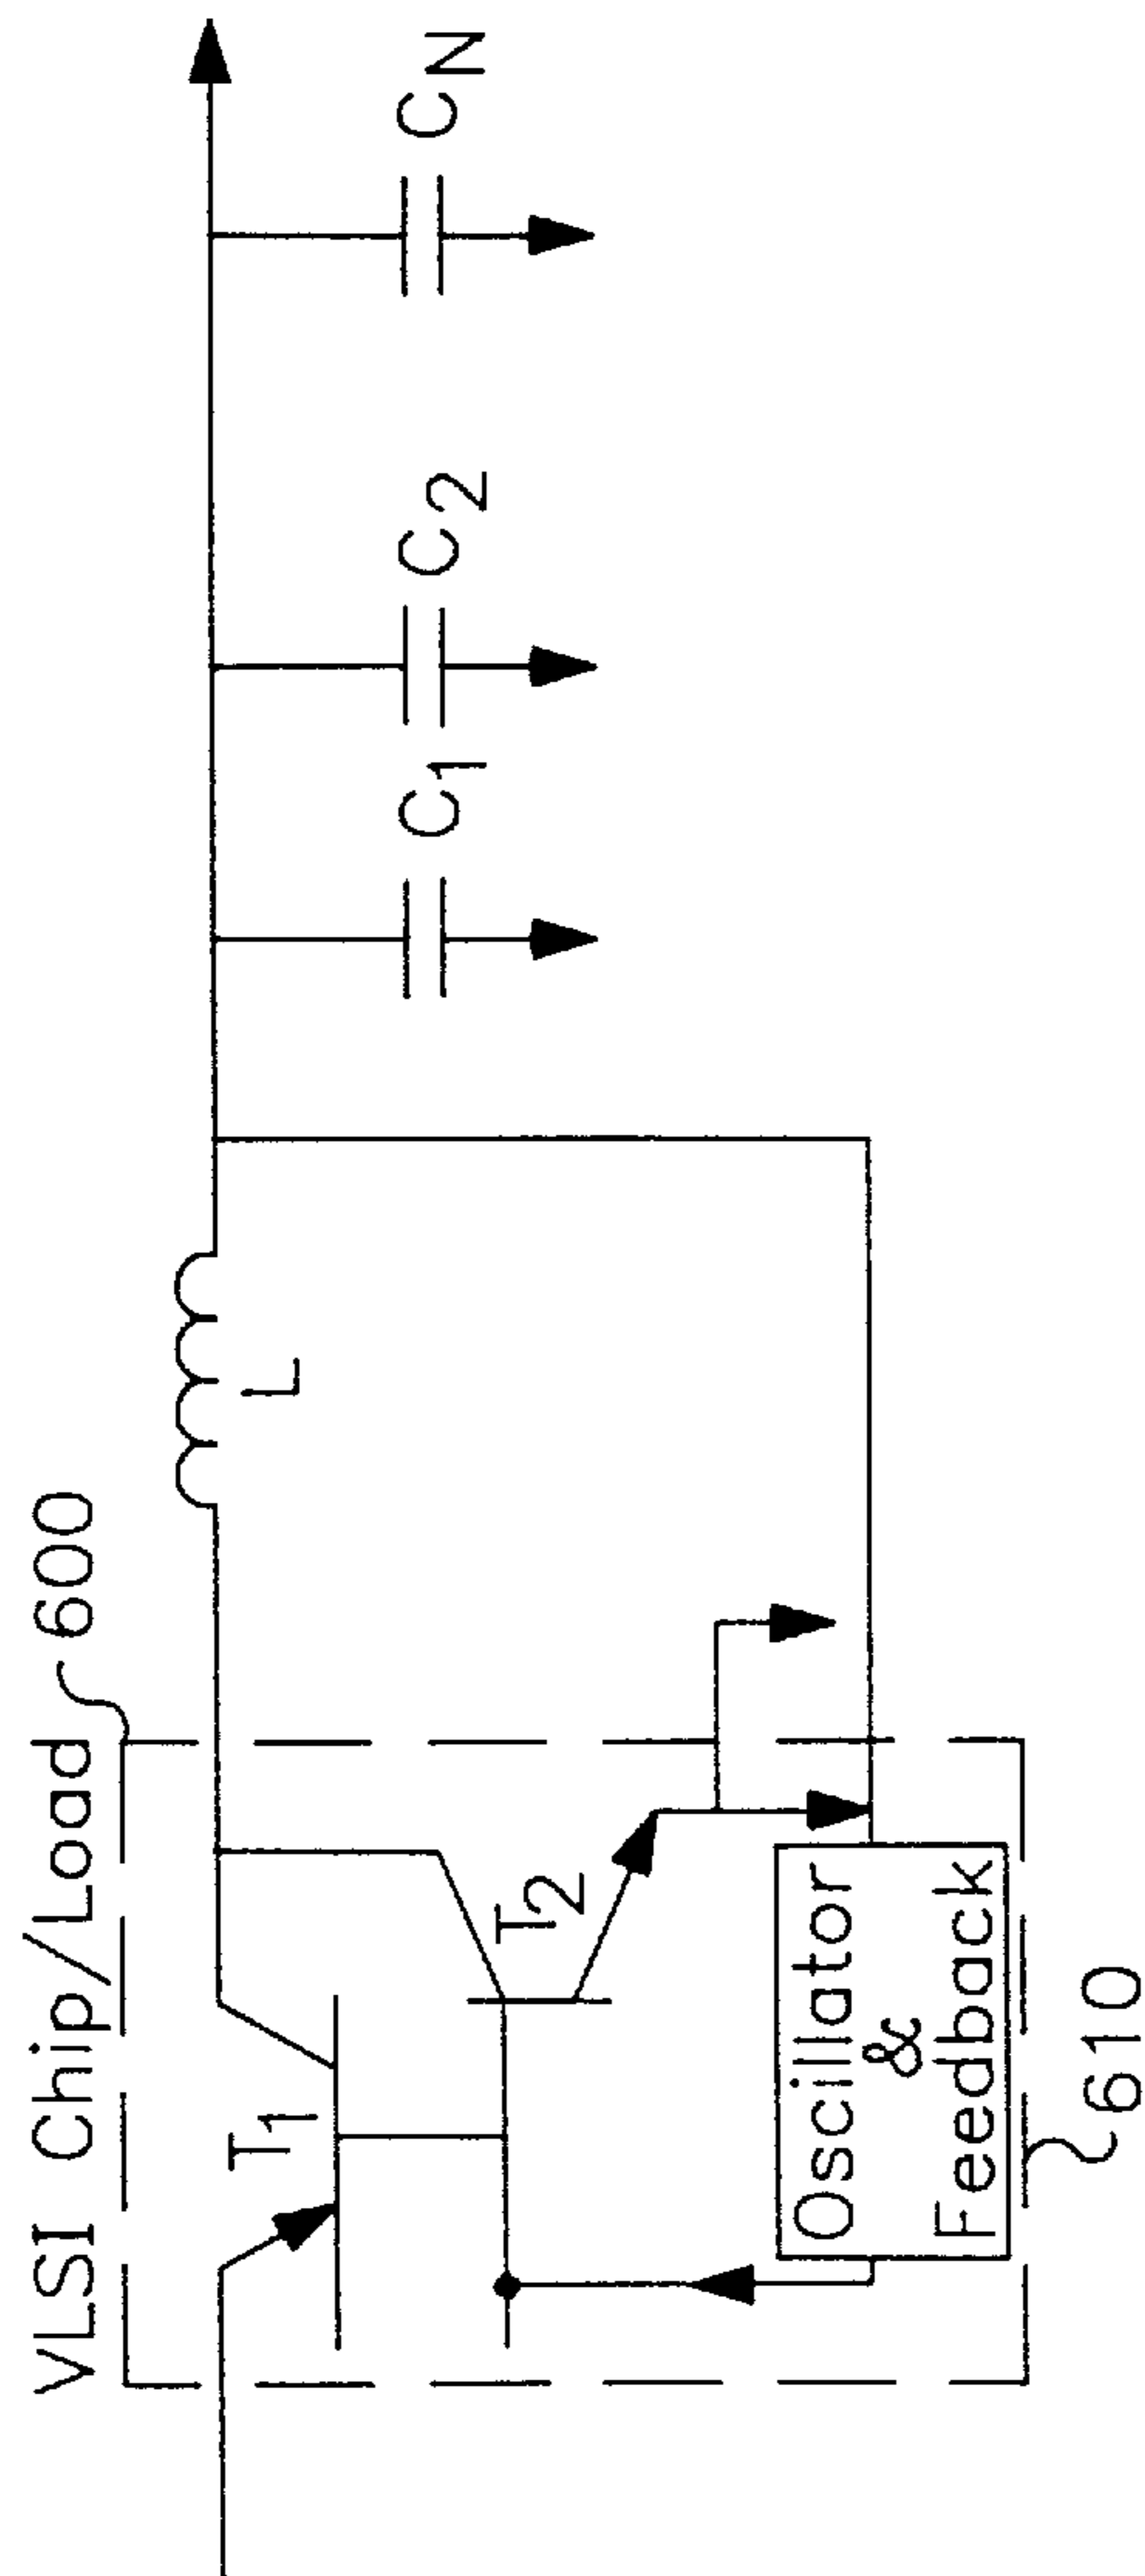 VLSI Chip/Load 600
T1
T2
L
C1
C2
CN
Oscillator
&
Feedback
610